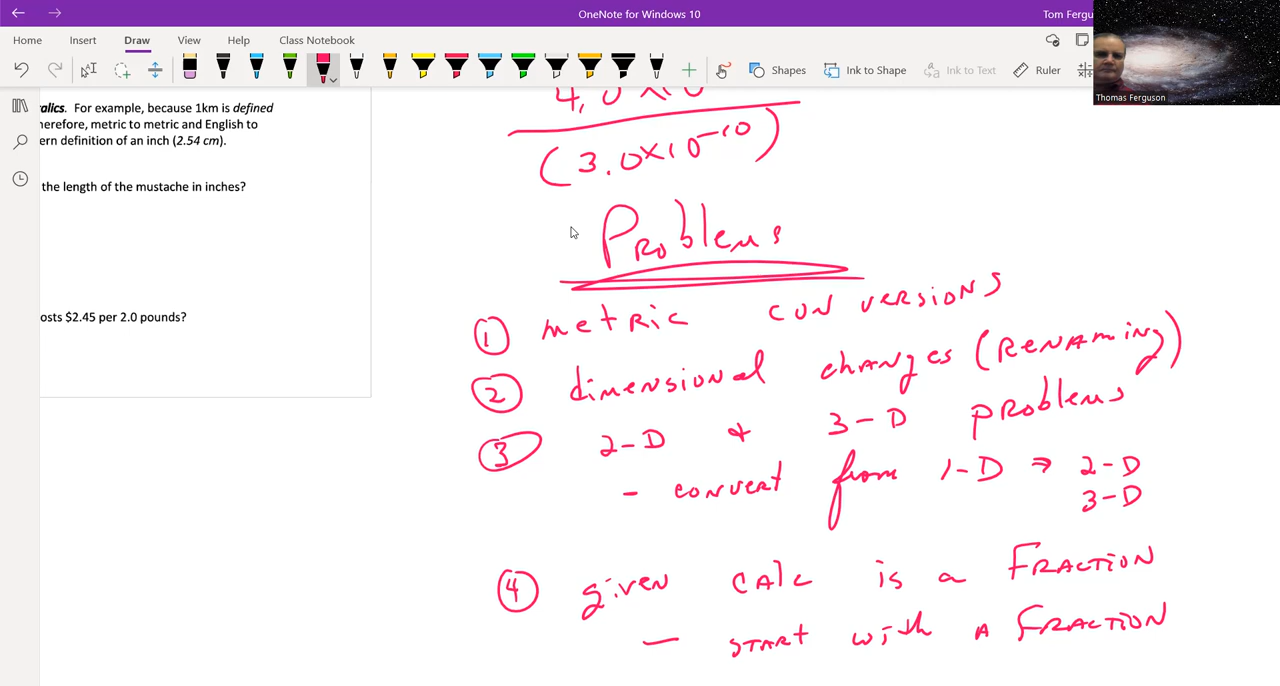 OneNote for Windows 10
Tom Fergu
Home Insert Draw View Help Class Notebook
Shapes Ink to Shape Ink to Text Ruler
Thomas Ferguson
alics. For example, because 1km is defined
herefore, metric to metric and English to
ern definition of an inch (2.54 cm).
the length of the mustache in inches?
osts $2.45 per 2.0 pounds?
4.0×10
(3.0×10-10)
Problems
1 metric conversions
2 dimensional changes (Renaming)
3 2-D + 3-D problems
- convert from 1-D → 2-D
3-D
4 given calc is a Fraction
- start with a Fraction